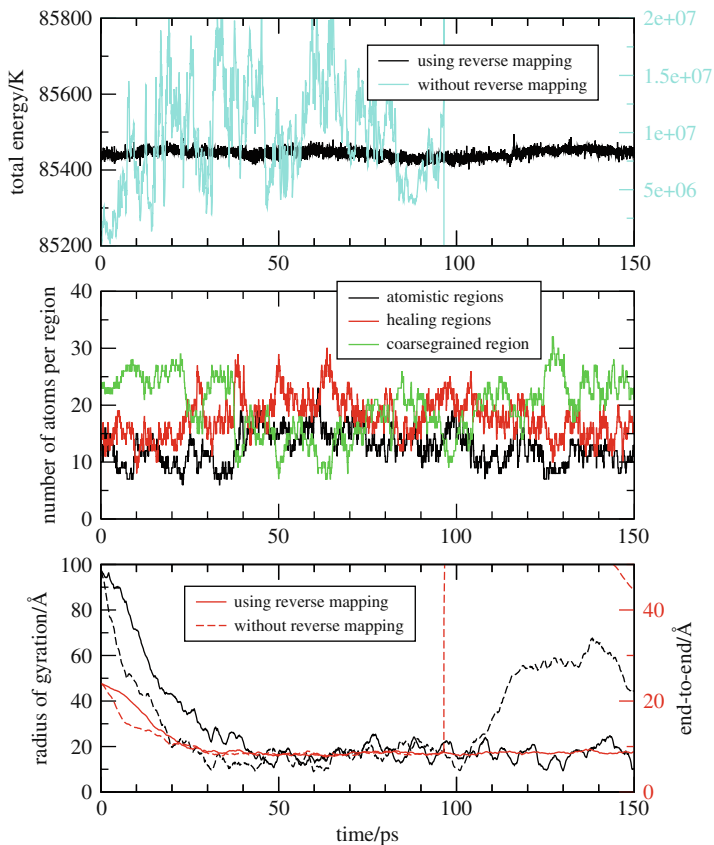 85800
85600
85400
85200
total energy/K
using reverse mapping
without reverse mapping
2e+07
1.5e+07
1e+07
5e+06
0
50
100
150
40
30
20
10
0
number of atoms per region
atomistic regions
healing regions
coarsegrained region
0
50
100
150
100
80
60
40
20
0
radius of gyration/Å
using reverse mapping
without reverse mapping
40
20
0
end-to-end/Å
0
50
100
150
time/ps